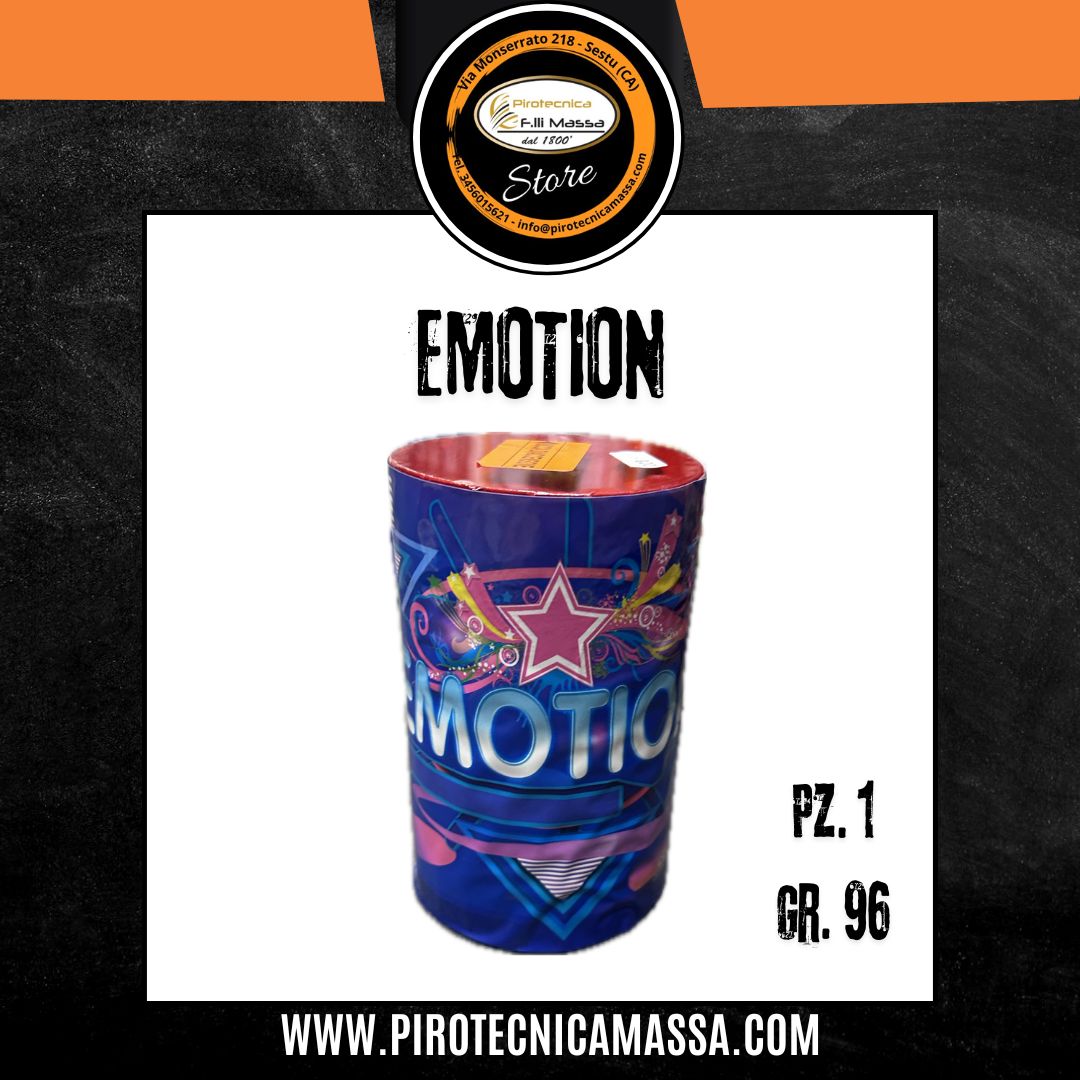 Via Monserrato 218 - Sestu (CA)
Pirotecnica
F.lli Massa
dal 1800'
Store
Tel. 3456015621 - info@pirotecnicamassa.com
EMOTION
EMOTION
PZ. 1
GR. 96
WWW.PIROTECNICAMASSA.COM